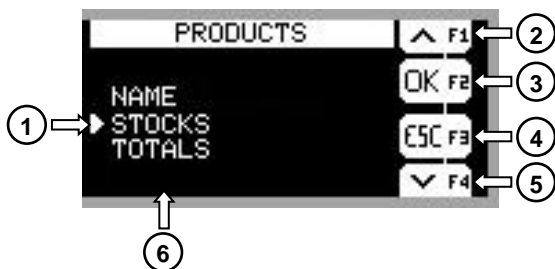 PRODUCTS
^ F1
2
OK F2
3
NAME
1
STOCKS
ESC F3
4
TOTALS
F4
5
6